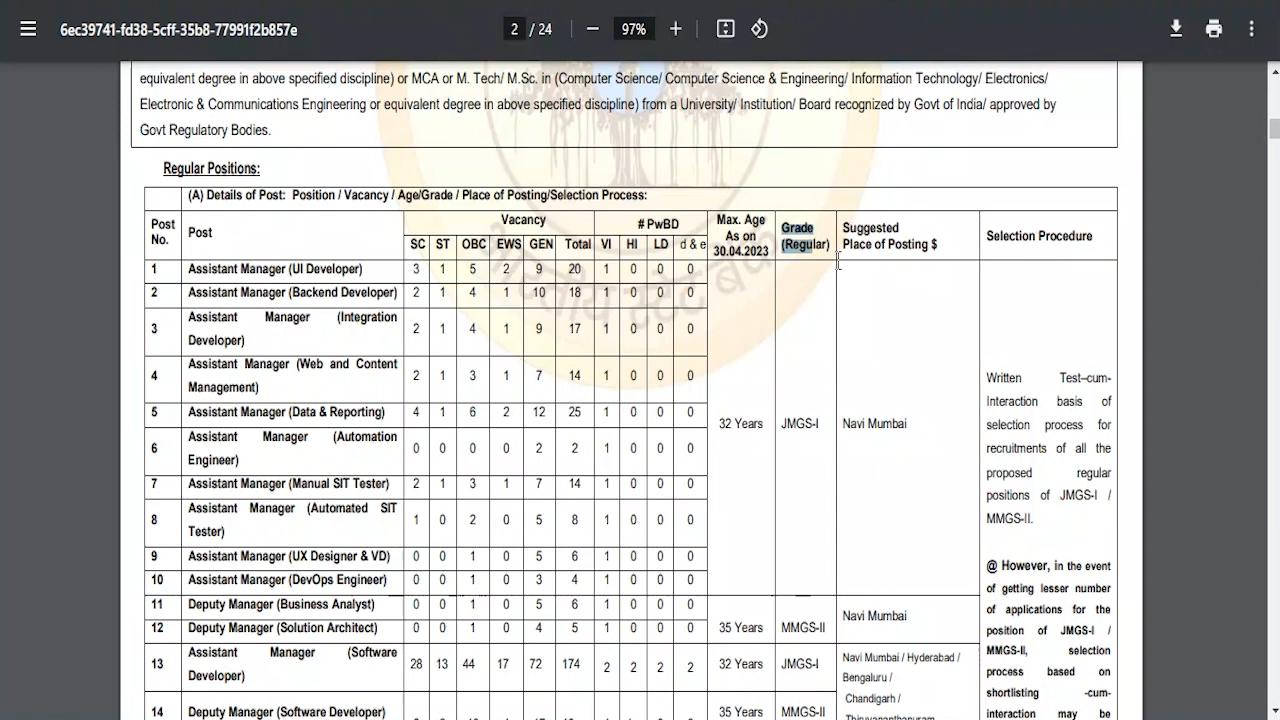 6ec39741-fd38-5cff-35b8-77991f2b857e
2 / 24
97%
equivalent degree in above specified discipline) or MCA or M. Tech/ M.Sc. in (Computer Science/ Computer Science & Engineering/ Information Technology/ Electronics/
Electronic & Communications Engineering or equivalent degree in above specified discipline) from a University/ Institution/ Board recognized by Govt of India/ approved by
Govt Regulatory Bodies.
Regular Positions:
(A) Details of Post: Position / Vacancy / Age/Grade / Place of Posting/Selection Process:
Post No. Post Vacancy # PwBD Max. Age As on 30.04.2023 Grade (Regular) Suggested Place of Posting $ Selection Procedure
SC ST OBC EWS GEN Total VI HI LD d & e
1 Assistant Manager (UI Developer) 3 1 5 2 9 20 1 0 0 0
2 Assistant Manager (Backend Developer) 2 1 4 1 10 18 1 0 0 0
3 Assistant Manager (Integration Developer) 2 1 4 1 9 17 1 0 0 0
4 Assistant Manager (Web and Content Management) 2 1 3 1 7 14 1 0 0 0
5 Assistant Manager (Data & Reporting) 4 1 6 2 12 25 1 0 0 0
6 Assistant Manager (Automation Engineer) 0 0 0 0 2 2 1 0 0 0
7 Assistant Manager (Manual SIT Tester) 2 1 3 1 7 14 1 0 0 0
8 Assistant Manager (Automated SIT Tester) 1 0 2 0 5 8 1 0 0 0
9 Assistant Manager (UX Designer & VD) 0 0 1 0 5 6 1 0 0 0
10 Assistant Manager (DevOps Engineer) 0 0 1 0 3 4 1 0 0 0
32 Years JMGS-I Navi Mumbai
11 Deputy Manager (Business Analyst) 0 0 1 0 5 6 1 0 0 0
12 Deputy Manager (Solution Architect) 0 0 1 0 4 5 1 0 0 0
35 Years MMGS-II Navi Mumbai
13 Assistant Manager (Software Developer) 28 13 44 17 72 174 2 2 2 2 32 Years JMGS-I
14 Deputy Manager (Software Developer) 35 Years MMGS-II
Navi Mumbai / Hyderabad /
Bengaluru /
Chandigarh /
Thiruvananthapuram
Written Test–cum-
Interaction basis of
selection process for
recruitments of all the
proposed regular
positions of JMGS-I /
MMGS-II.
@ However, in the event
of getting lesser number
of applications for the
position of JMGS-I /
MMGS-II, selection
process based on
shortlisting -cum-
interaction may be
भारतीय स्टेट बैंक